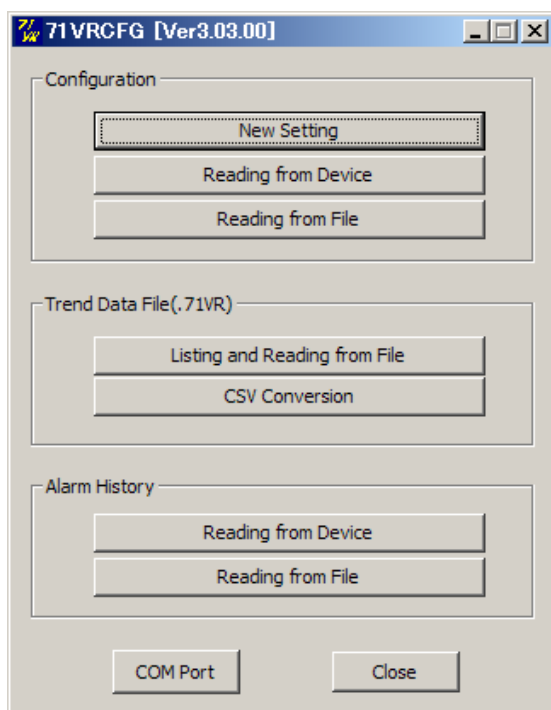 71VRCFG [Ver3.03.00]
Configuration
New Setting
Reading from Device
Reading from File
Trend Data File(.71VR)
Listing and Reading from File
CSV Conversion
Alarm History
Reading from Device
Reading from File
COM Port
Close